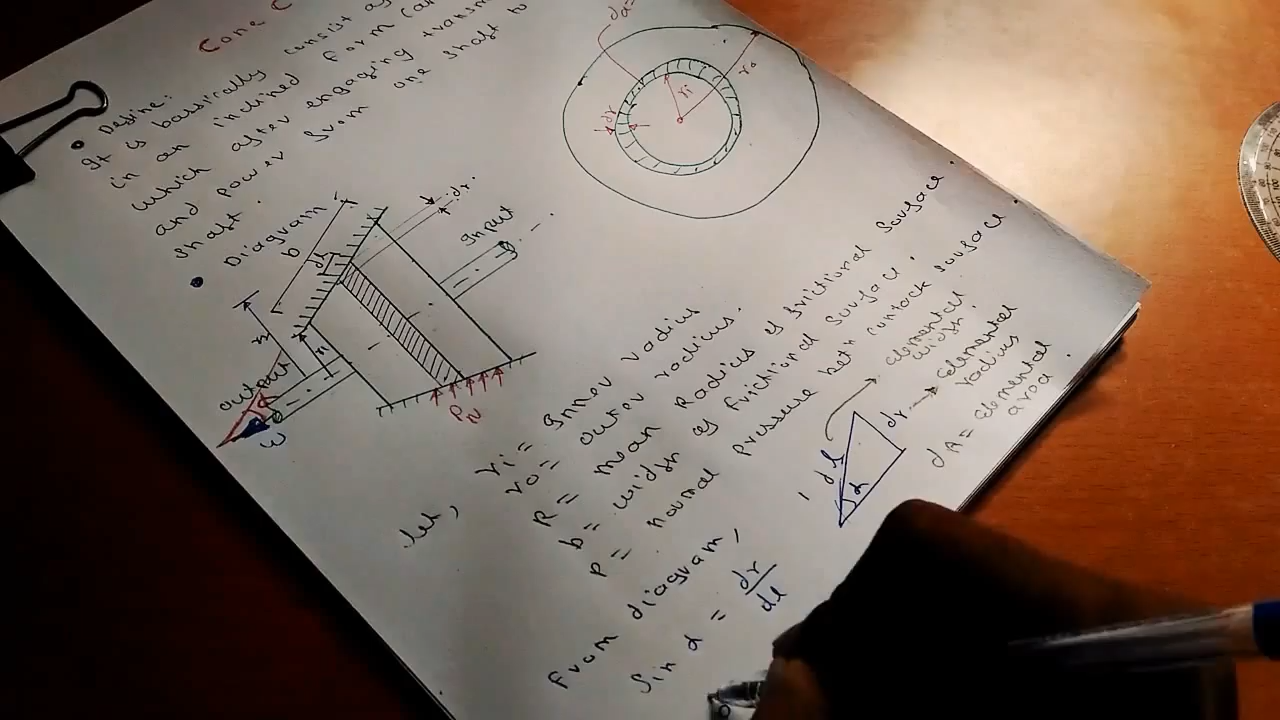 Cone C
• Define:
It is basically consist of
in an inclined form (an
which after engaging transm
and power from one shaft to
shaft.
• Diagram
dr.
b
dl
Input
output
ri
PN
ω
da=
dr
ri
ro
Let, ri = Inner radius
ro = outer radius.
R = mean Radius of frictional surface.
b = width of frictional surface.
p = normal pressure betn contact surface
elemental
width.
dl
α
dr → elemental
radius
dA = elemental
area.
From diagram,
Sin α = dr/dl